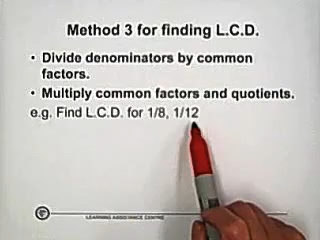 Method 3 for finding L.C.D.
• Divide denominators by common
factors.
• Multiply common factors and quotients.
e.g. Find L.C.D. for 1/8, 1/12
LEARNING ASSISTANCE CENTRE